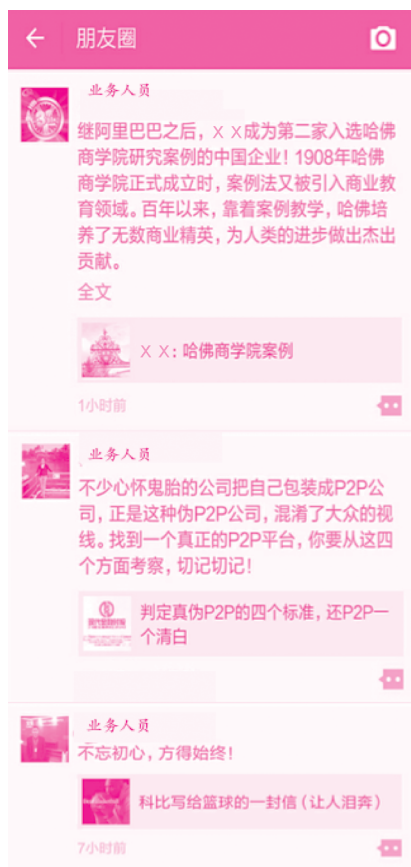 朋友圈
业务人员
继阿里巴巴之后，××成为第二家入选哈佛
商学院研究案例的中国企业！1908年哈佛
商学院正式成立时，案例法又被引入商业教
育领域。百年以来，靠着案例教学，哈佛培
养了无数商业精英，为人类的进步做出杰出
贡献。
全文
××：哈佛商学院案例
1小时前
业务人员
不少心怀鬼胎的公司把自己包装成P2P公
司，正是这种伪P2P公司，混淆了大众的视
线。找到一个真正的P2P平台，你要从这四
个方面考察，切记切记！
判定真伪P2P的四个标准，还P2P一
个清白
业务人员
不忘初心，方得始终！
科比写给篮球的一封信（让人泪奔）
7小时前